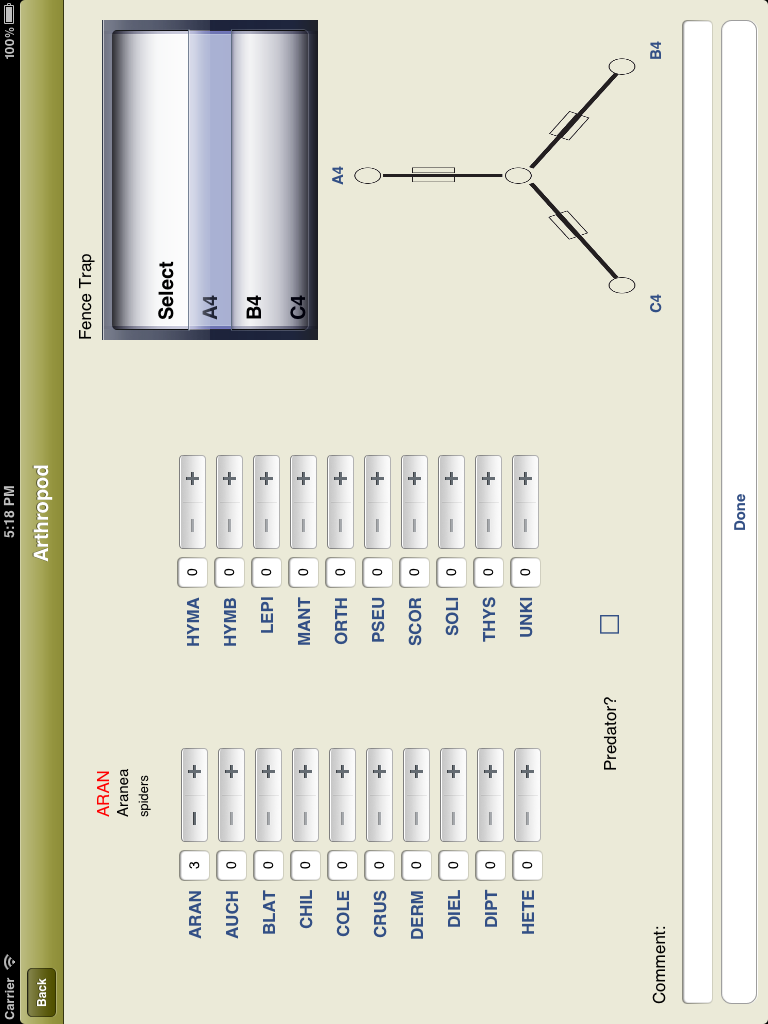 Carrier 5:18 PM 100%
Back Arthropod
ARAN
Aranea
spiders
Fence Trap
Select
A4
B4
C4
ARAN 3 − +
AUCH 0 − +
BLAT 0 − +
CHIL 0 − +
COLE 0 − +
CRUS 0 − +
DERM 0 − +
DIEL 0 − +
DIPT 0 − +
HETE 0 − +
HYMA 0 − +
HYMB 0 − +
LEPI 0 − +
MANT 0 − +
ORTH 0 − +
PSEU 0 − +
SCOR 0 − +
SOLI 0 − +
THYS 0 − +
UNKI 0 − +
A4
C4 B4
Predator?
Comment:
Done